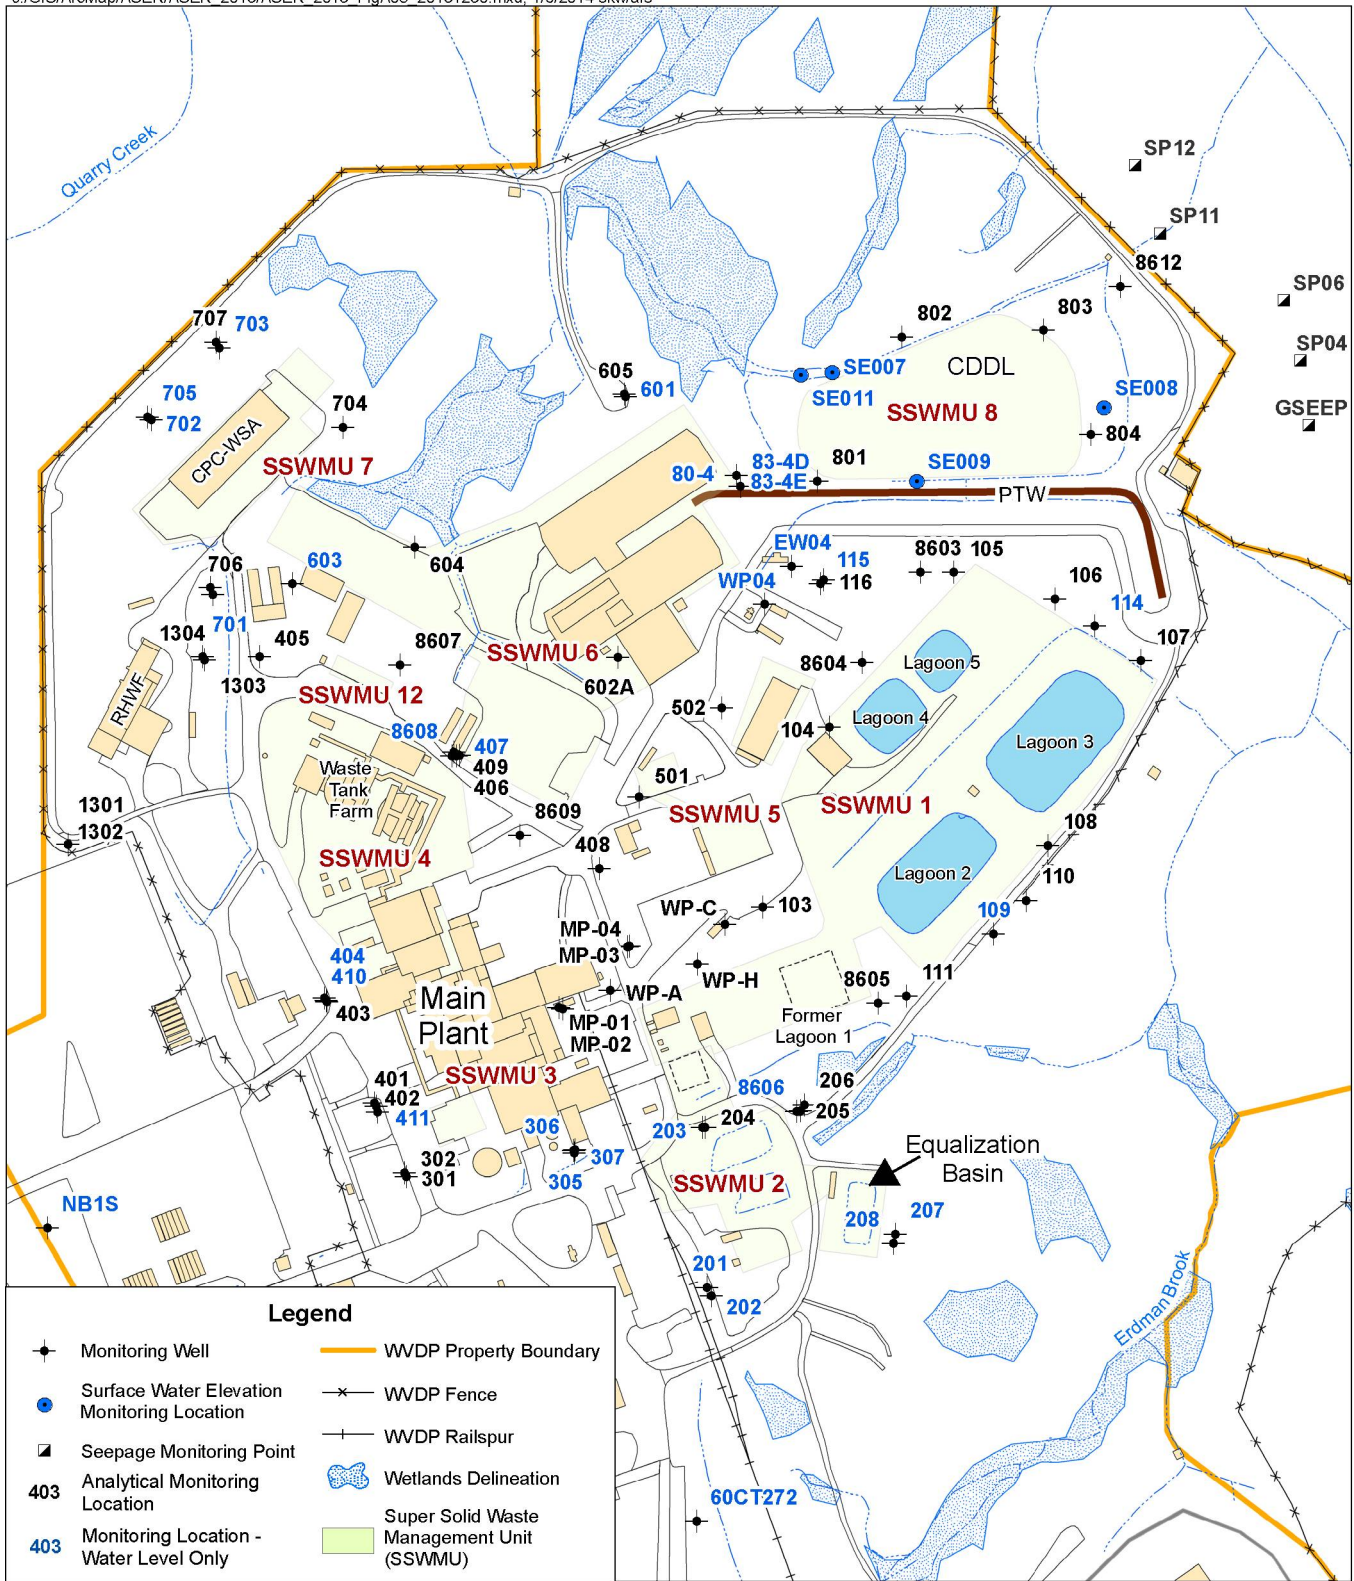 Quarry Creek
SP12
SP11
8612
SP06
SP04
GSEEP
707
703
705
702
704
CPC-WSA
SSWMU 7
605
601
802
803
CDDL
SE007
SE011
SSWMU 8
SE008
804
801
SE009
83-4D
80-4
83-4E
PTW
EW04
115
116
8603
105
106
114
107
WP04
706
603
604
701
1304
405
1303
8607
SSWMU 6
602A
SSWMU 12
RHWF
8604
Lagoon 5
Lagoon 4
Lagoon 3
502
104
8608
407
409
406
Waste
Tank
Farm
501
SSWMU 5
SSWMU 1
1301
1302
8609
408
SSWMU 4
108
110
109
Lagoon 2
WP-C
103
MP-04
MP-03
WP-H
WP-A
404
410
403
Main
Plant
MP-01
MP-02
8605
111
Former
Lagoon 1
SSWMU 3
401
402
411
8606
206
205
204
203
306
307
305
302
301
Equalization
Basin
SSWMU 2
208
207
NB1S
201
202
Erdman Brook
60CT272
Legend
Monitoring Well
Surface Water Elevation
Monitoring Location
Seepage Monitoring Point
403 Analytical Monitoring
Location
403 Monitoring Location -
Water Level Only
WVDP Property Boundary
WVDP Fence
WVDP Railspur
Wetlands Delineation
Super Solid Waste
Management Unit
(SSWMU)